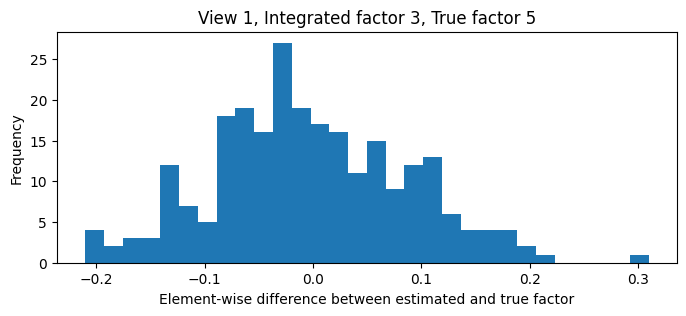 View 1, Integrated factor 3, True factor 5
Frequency
25
20
15
10
5
0
−0.2 −0.1 0.0 0.1 0.2 0.3
Element-wise difference between estimated and true factor